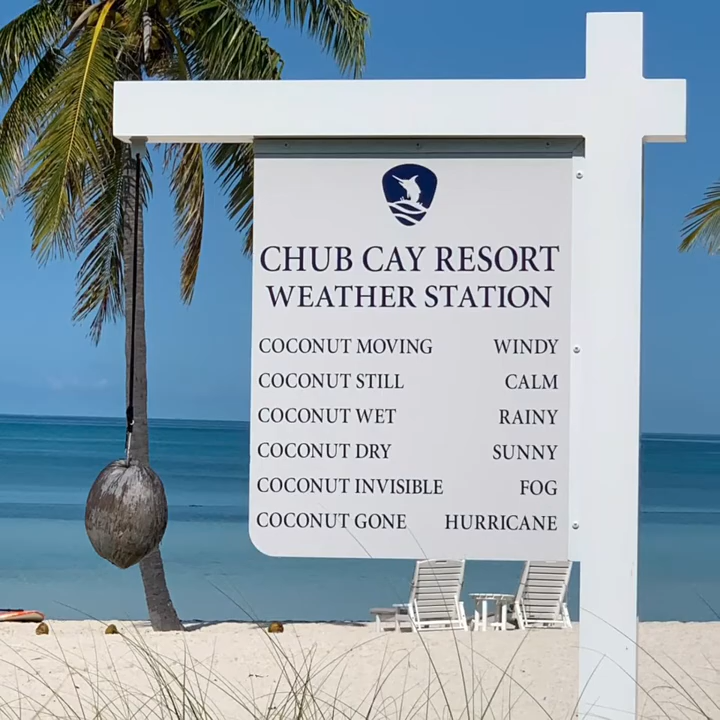 CHUB CAY RESORT
WEATHER STATION
COCONUT MOVING WINDY
COCONUT STILL CALM
COCONUT WET RAINY
COCONUT DRY SUNNY
COCONUT INVISIBLE FOG
COCONUT GONE HURRICANE